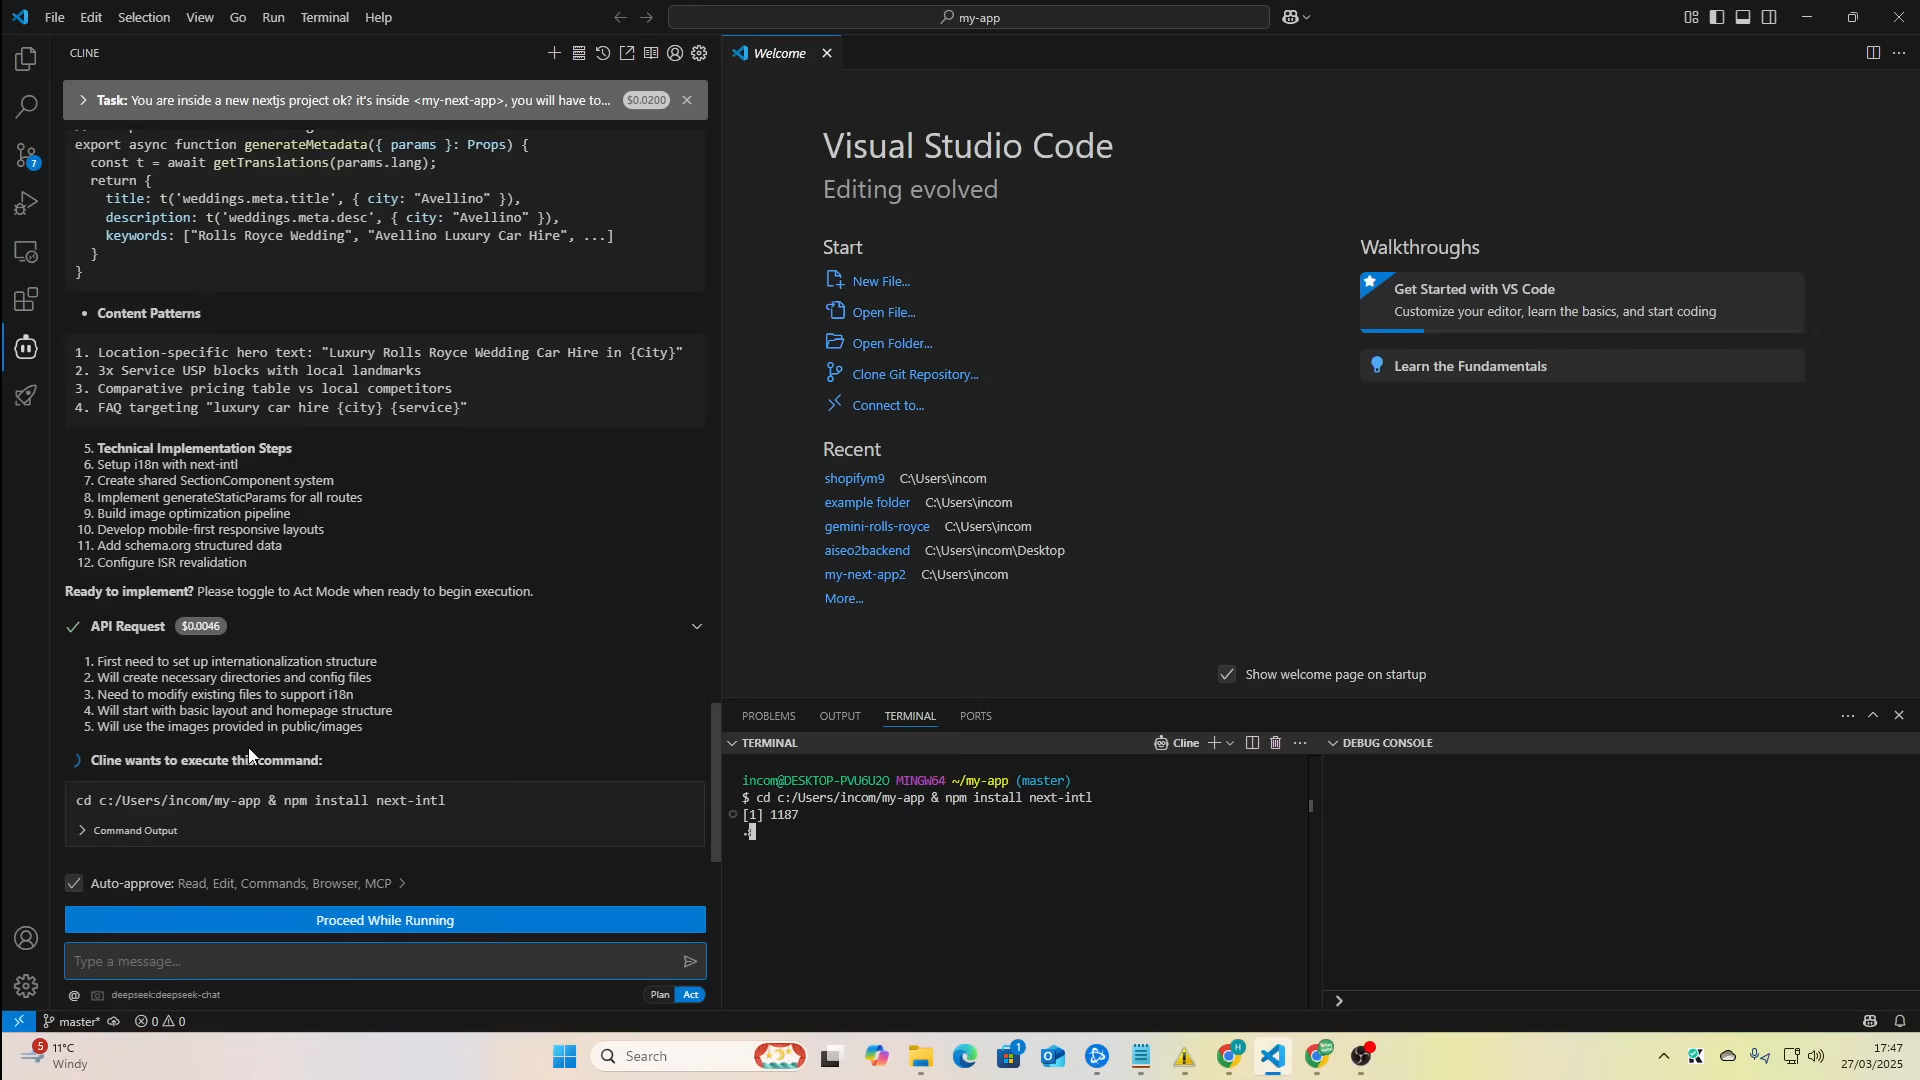 File Edit Selection View Go Run Terminal Help
my-app
CLINE
Task: You are inside a new nextjs project ok? it's inside <my-next-app>, you will have to... $0.0200
export async function generateMetadata({ params }: Props) {
const t = await getTranslations(params.lang);
return {
title: t('weddings.meta.title', { city: "Avellino" }),
description: t('weddings.meta.desc', { city: "Avellino" }),
keywords: ["Rolls Royce Wedding", "Avellino Luxury Car Hire", ...]
}
}
• Content Patterns
1. Location-specific hero text: "Luxury Rolls Royce Wedding Car Hire in {City}"
2. 3x Service USP blocks with local landmarks
3. Comparative pricing table vs local competitors
4. FAQ targeting "luxury car hire {city} {service}"
5. Technical Implementation Steps
6. Setup i18n with next-intl
7. Create shared SectionComponent system
8. Implement generateStaticParams for all routes
9. Build image optimization pipeline
10. Develop mobile-first responsive layouts
11. Add schema.org structured data
12. Configure ISR revalidation
Ready to implement? Please toggle to Act Mode when ready to begin execution.
API Request $0.0046
1. First need to set up internationalization structure
2. Will create necessary directories and config files
3. Need to modify existing files to support i18n
4. Will start with basic layout and homepage structure
5. Will use the images provided in public/images
Cline wants to execute this command:
cd c:/Users/incom/my-app & npm install next-intl
Command Output
Auto-approve: Read, Edit, Commands, Browser, MCP
Proceed While Running
Type a message...
@ deepseek:deepseek-chat
Plan Act
7
Welcome
Visual Studio Code
Editing evolved
Start
New File...
Open File...
Open Folder...
Clone Git Repository...
Connect to...
Recent
shopifym9 C:\Users\incom
example folder C:\Users\incom
gemini-rolls-royce C:\Users\incom
aiseo2backend C:\Users\incom\Desktop
my-next-app2 C:\Users\incom
More...
Walkthroughs
Get Started with VS Code
Customize your editor, learn the basics, and start coding
Learn the Fundamentals
Show welcome page on startup
PROBLEMS OUTPUT TERMINAL PORTS
TERMINAL
Cline
DEBUG CONSOLE
incom@DESKTOP-PVU6U2O MINGW64 ~/my-app (master)
$ cd c:/Users/incom/my-app & npm install next-intl
[1] 1187
master* 0 0
5
11°C
Windy
Search
1
17:47
27/03/2025